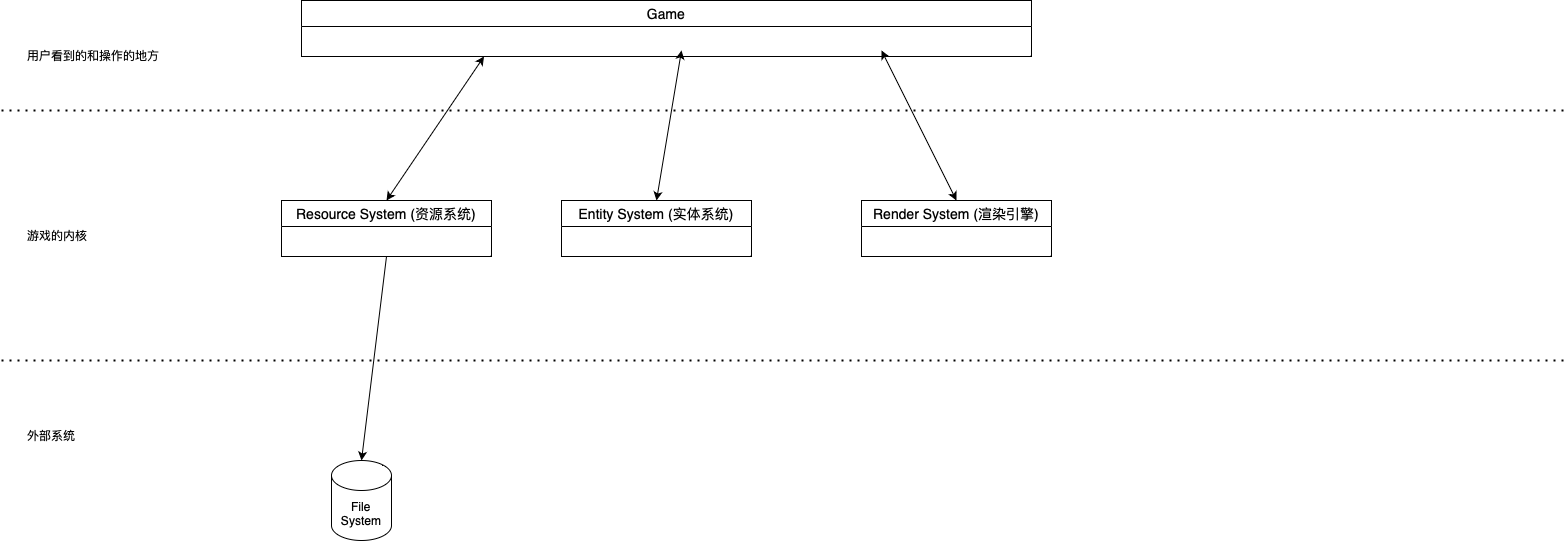 Game
用户看到的和操作的地方
Resource System (资源系统)
Entity System (实体系统)
Render System (渲染引擎)
游戏的内核
外部系统
File
System